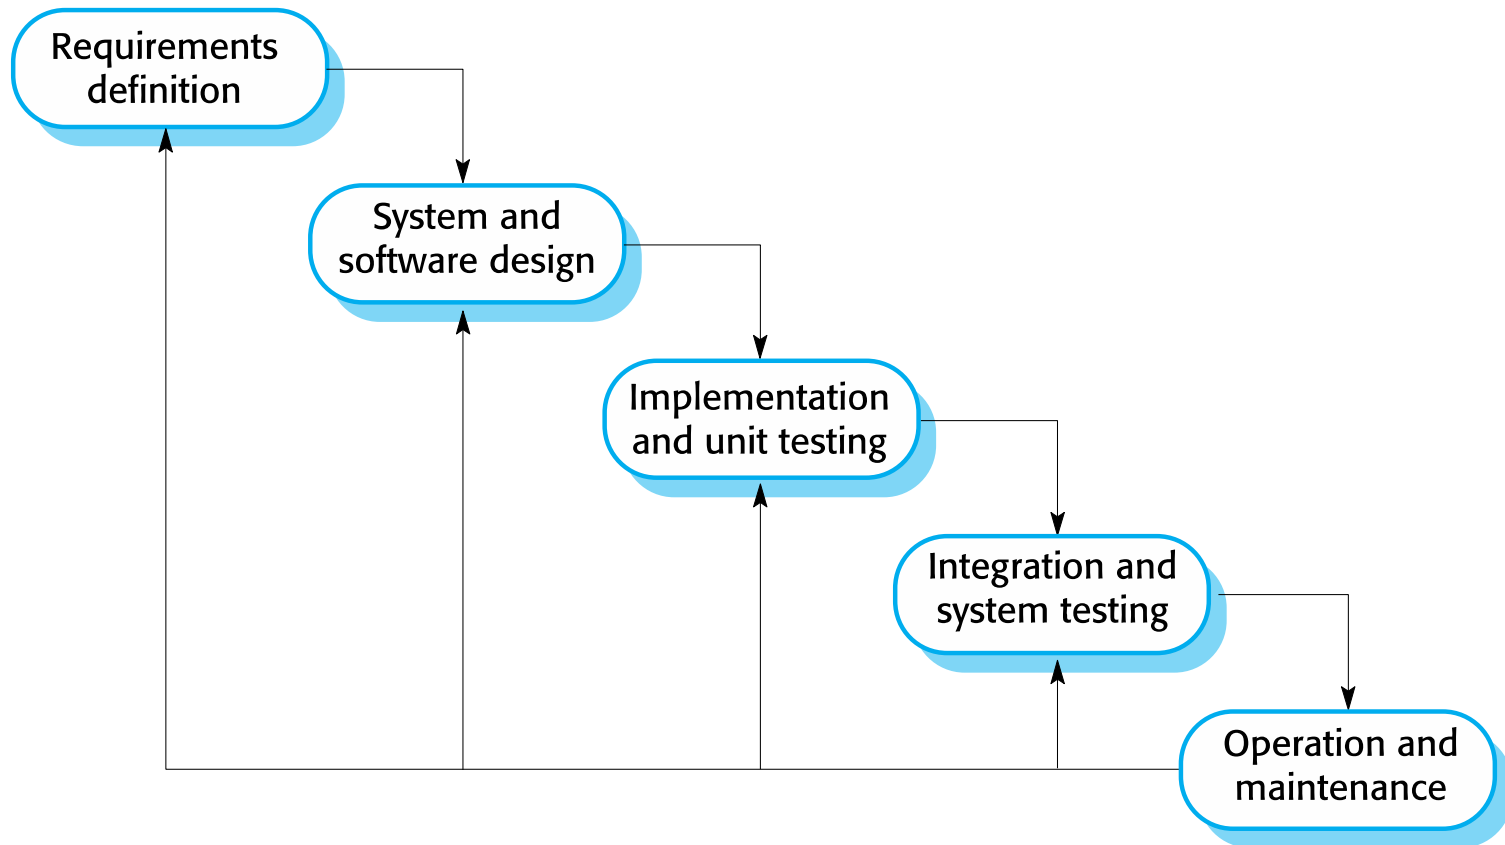 Requirements
definition
System and
software design
Implementation
and unit testing
Integration and
system testing
Operation and
maintenance